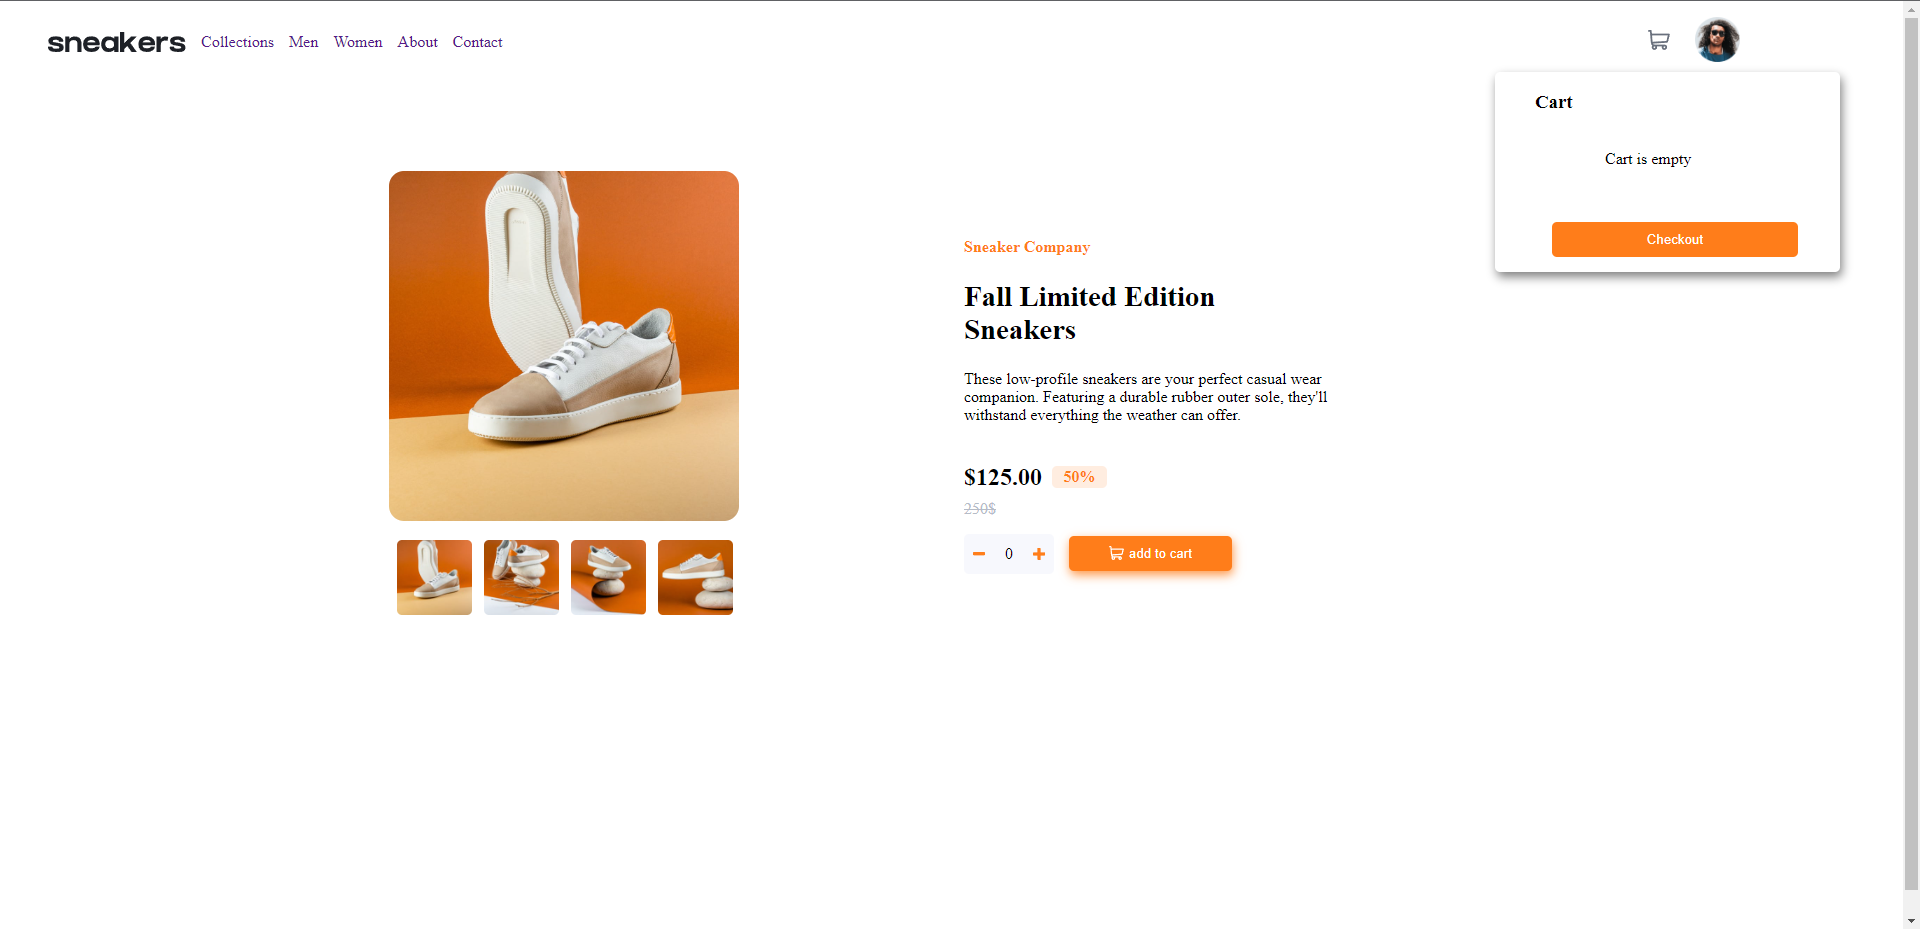 sneakers Collections Men Women About Contact
Cart
Cart is empty
Checkout
Sneaker Company
Fall Limited Edition
Sneakers
These low-profile sneakers are your perfect casual wear
companion. Featuring a durable rubber outer sole, they'll
withstand everything the weather can offer.
$125.00 50%
250$
0 add to cart